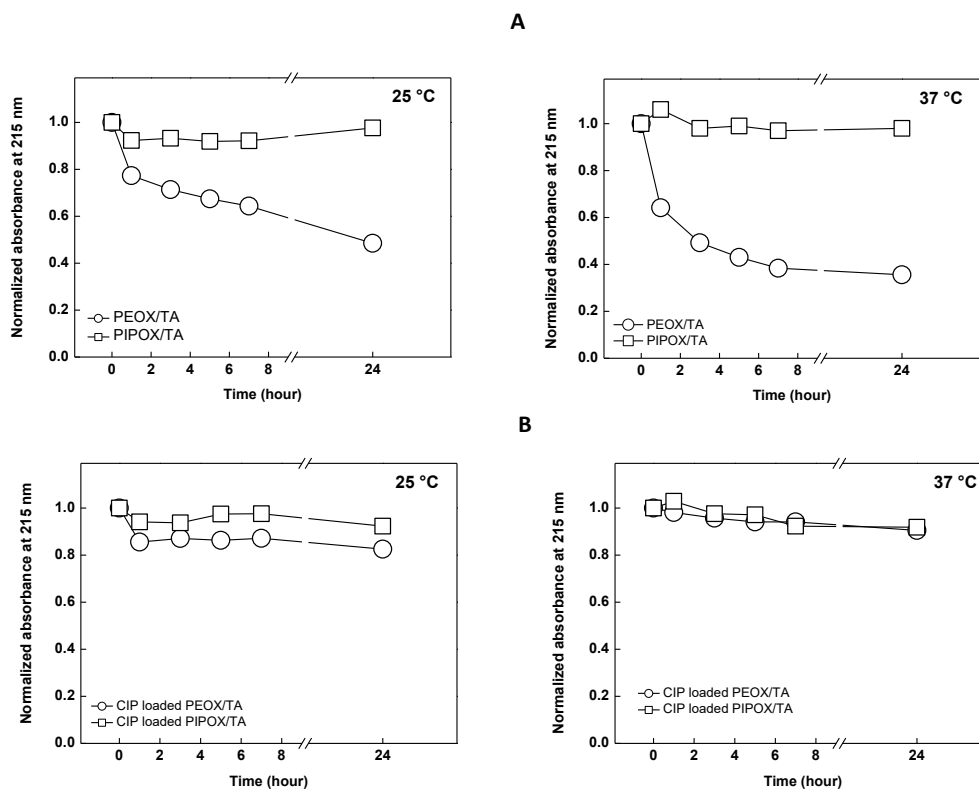 A
25 °C
Normalized absorbance at 215 nm
1.0
0.8
0.6
0.4
0.2
0.0
PEOX/TA
PIPOX/TA
0 2 4 6 8 24
Time (hour)
37 °C
Normalized absorbance at 215 nm
1.0
0.8
0.6
0.4
0.2
0.0
PEOX/TA
PIPOX/TA
0 2 4 6 8 24
Time (hour)
B
25 °C
Normalized absorbance at 215 nm
1.0
0.8
0.6
0.4
0.2
0.0
CIP loaded PEOX/TA
CIP loaded PIPOX/TA
0 2 4 6 8 24
Time (hour)
37 °C
Normalized absorbance at 215 nm
1.0
0.8
0.6
0.4
0.2
0.0
CIP loaded PEOX/TA
CIP loaded PIPOX/TA
0 2 4 6 8 24
Time (hour)